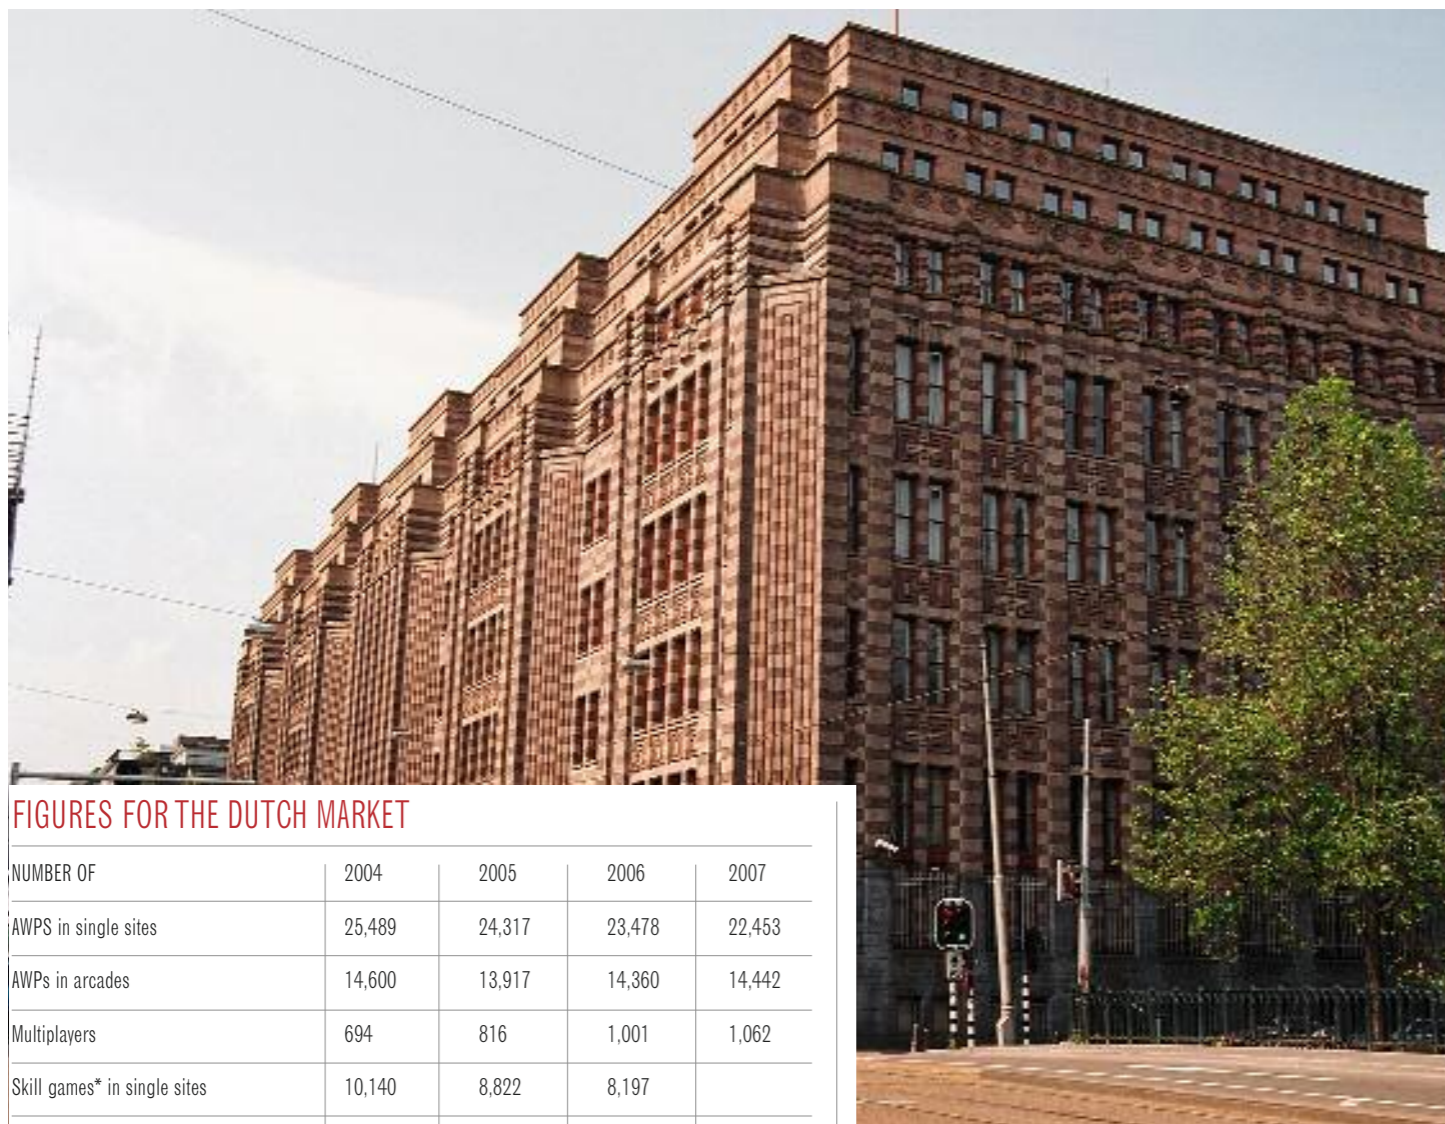 FIGURES FOR THE DUTCH MARKET
NUMBER OF 2004 2005 2006 2007
AWPS in single sites 25,489 24,317 23,478 22,453
AWPs in arcades 14,600 13,917 14,360 14,442
Multiplayers 694 816 1,001 1,062
Skill games* in single sites 10,140 8,822 8,197